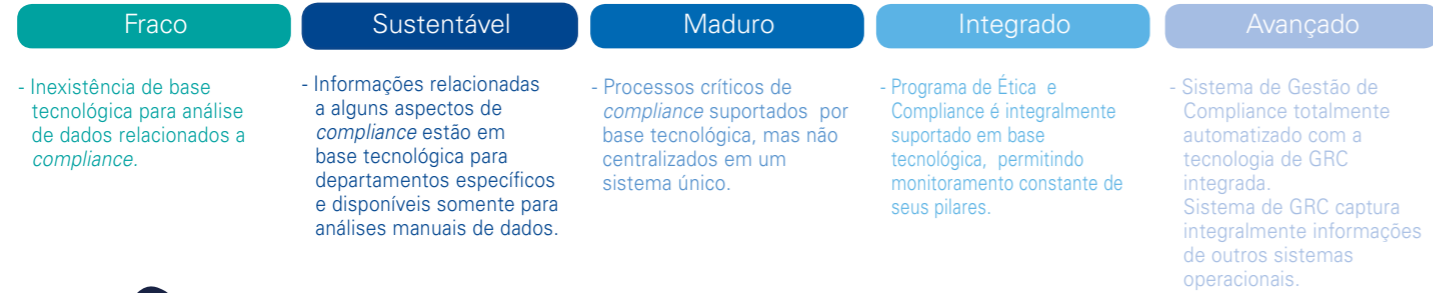 Fraco
- Inexistência de base
tecnológica para análise
de dados relacionados a
compliance.
Sustentável
- Informações relacionadas
a alguns aspectos de
compliance estão em
base tecnológica para
departamentos específicos
e disponíveis somente para
análises manuais de dados.
Maduro
- Processos críticos de
compliance suportados por
base tecnológica, mas não
centralizados em um
sistema único.
Integrado
- Programa de Ética e
Compliance é integralmente
suportado em base
tecnológica, permitindo
monitoramento constante de
seus pilares.
Avançado
- Sistema de Gestão de
Compliance totalmente
automatizado com a
tecnologia de GRC
integrada.
Sistema de GRC captura
integralmente informações
de outros sistemas
operacionais.